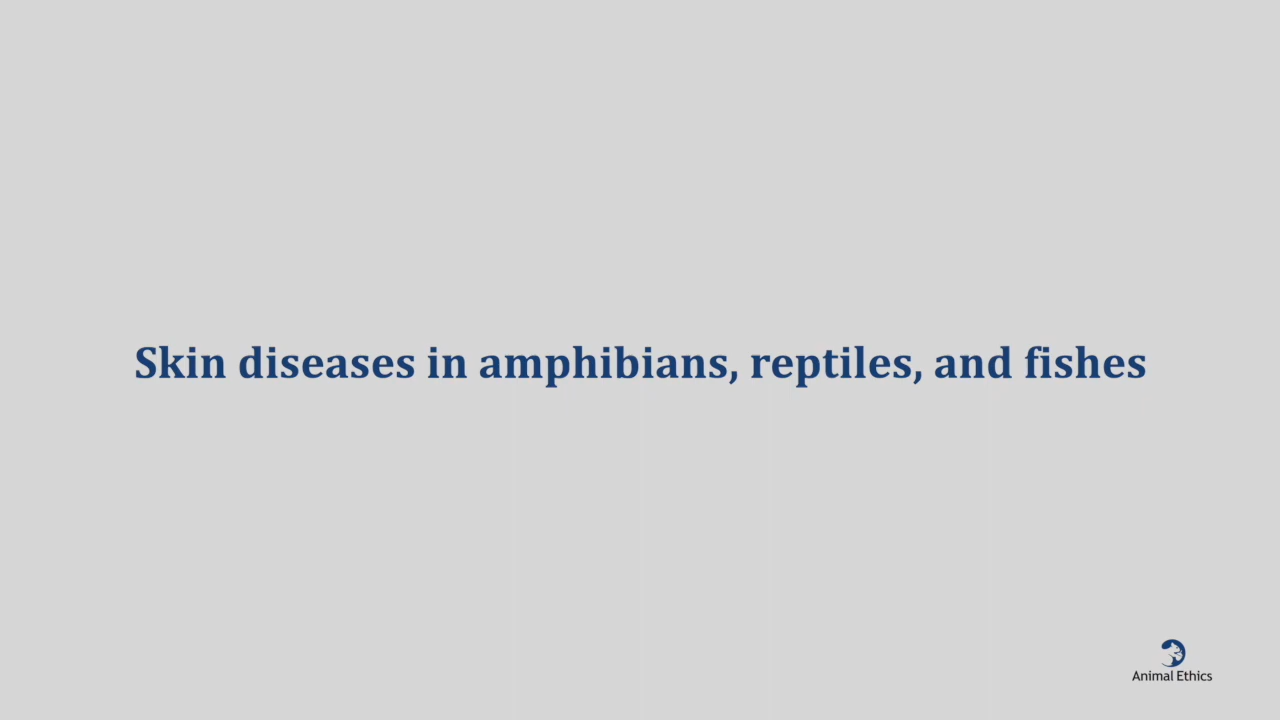 Skin diseases in amphibians, reptiles, and fishes
Animal Ethics